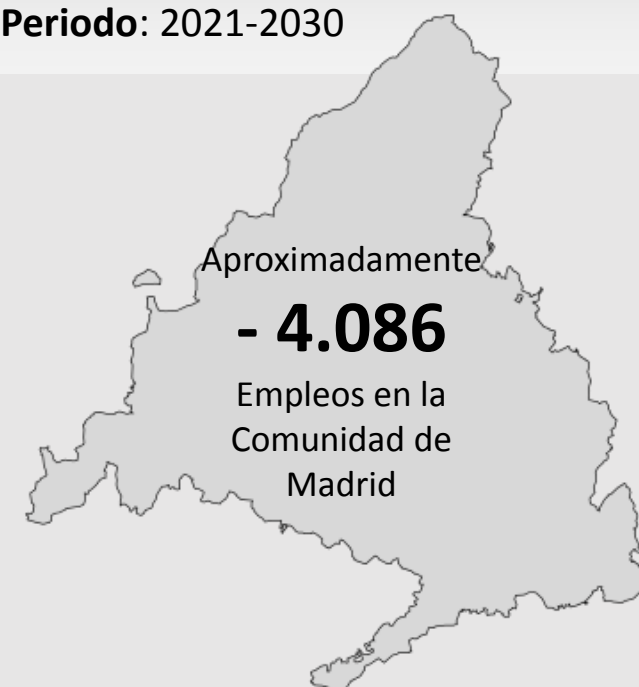 Periodo: 2021-2030
Aproximadamente
- 4.086
Empleos en la
Comunidad de
Madrid